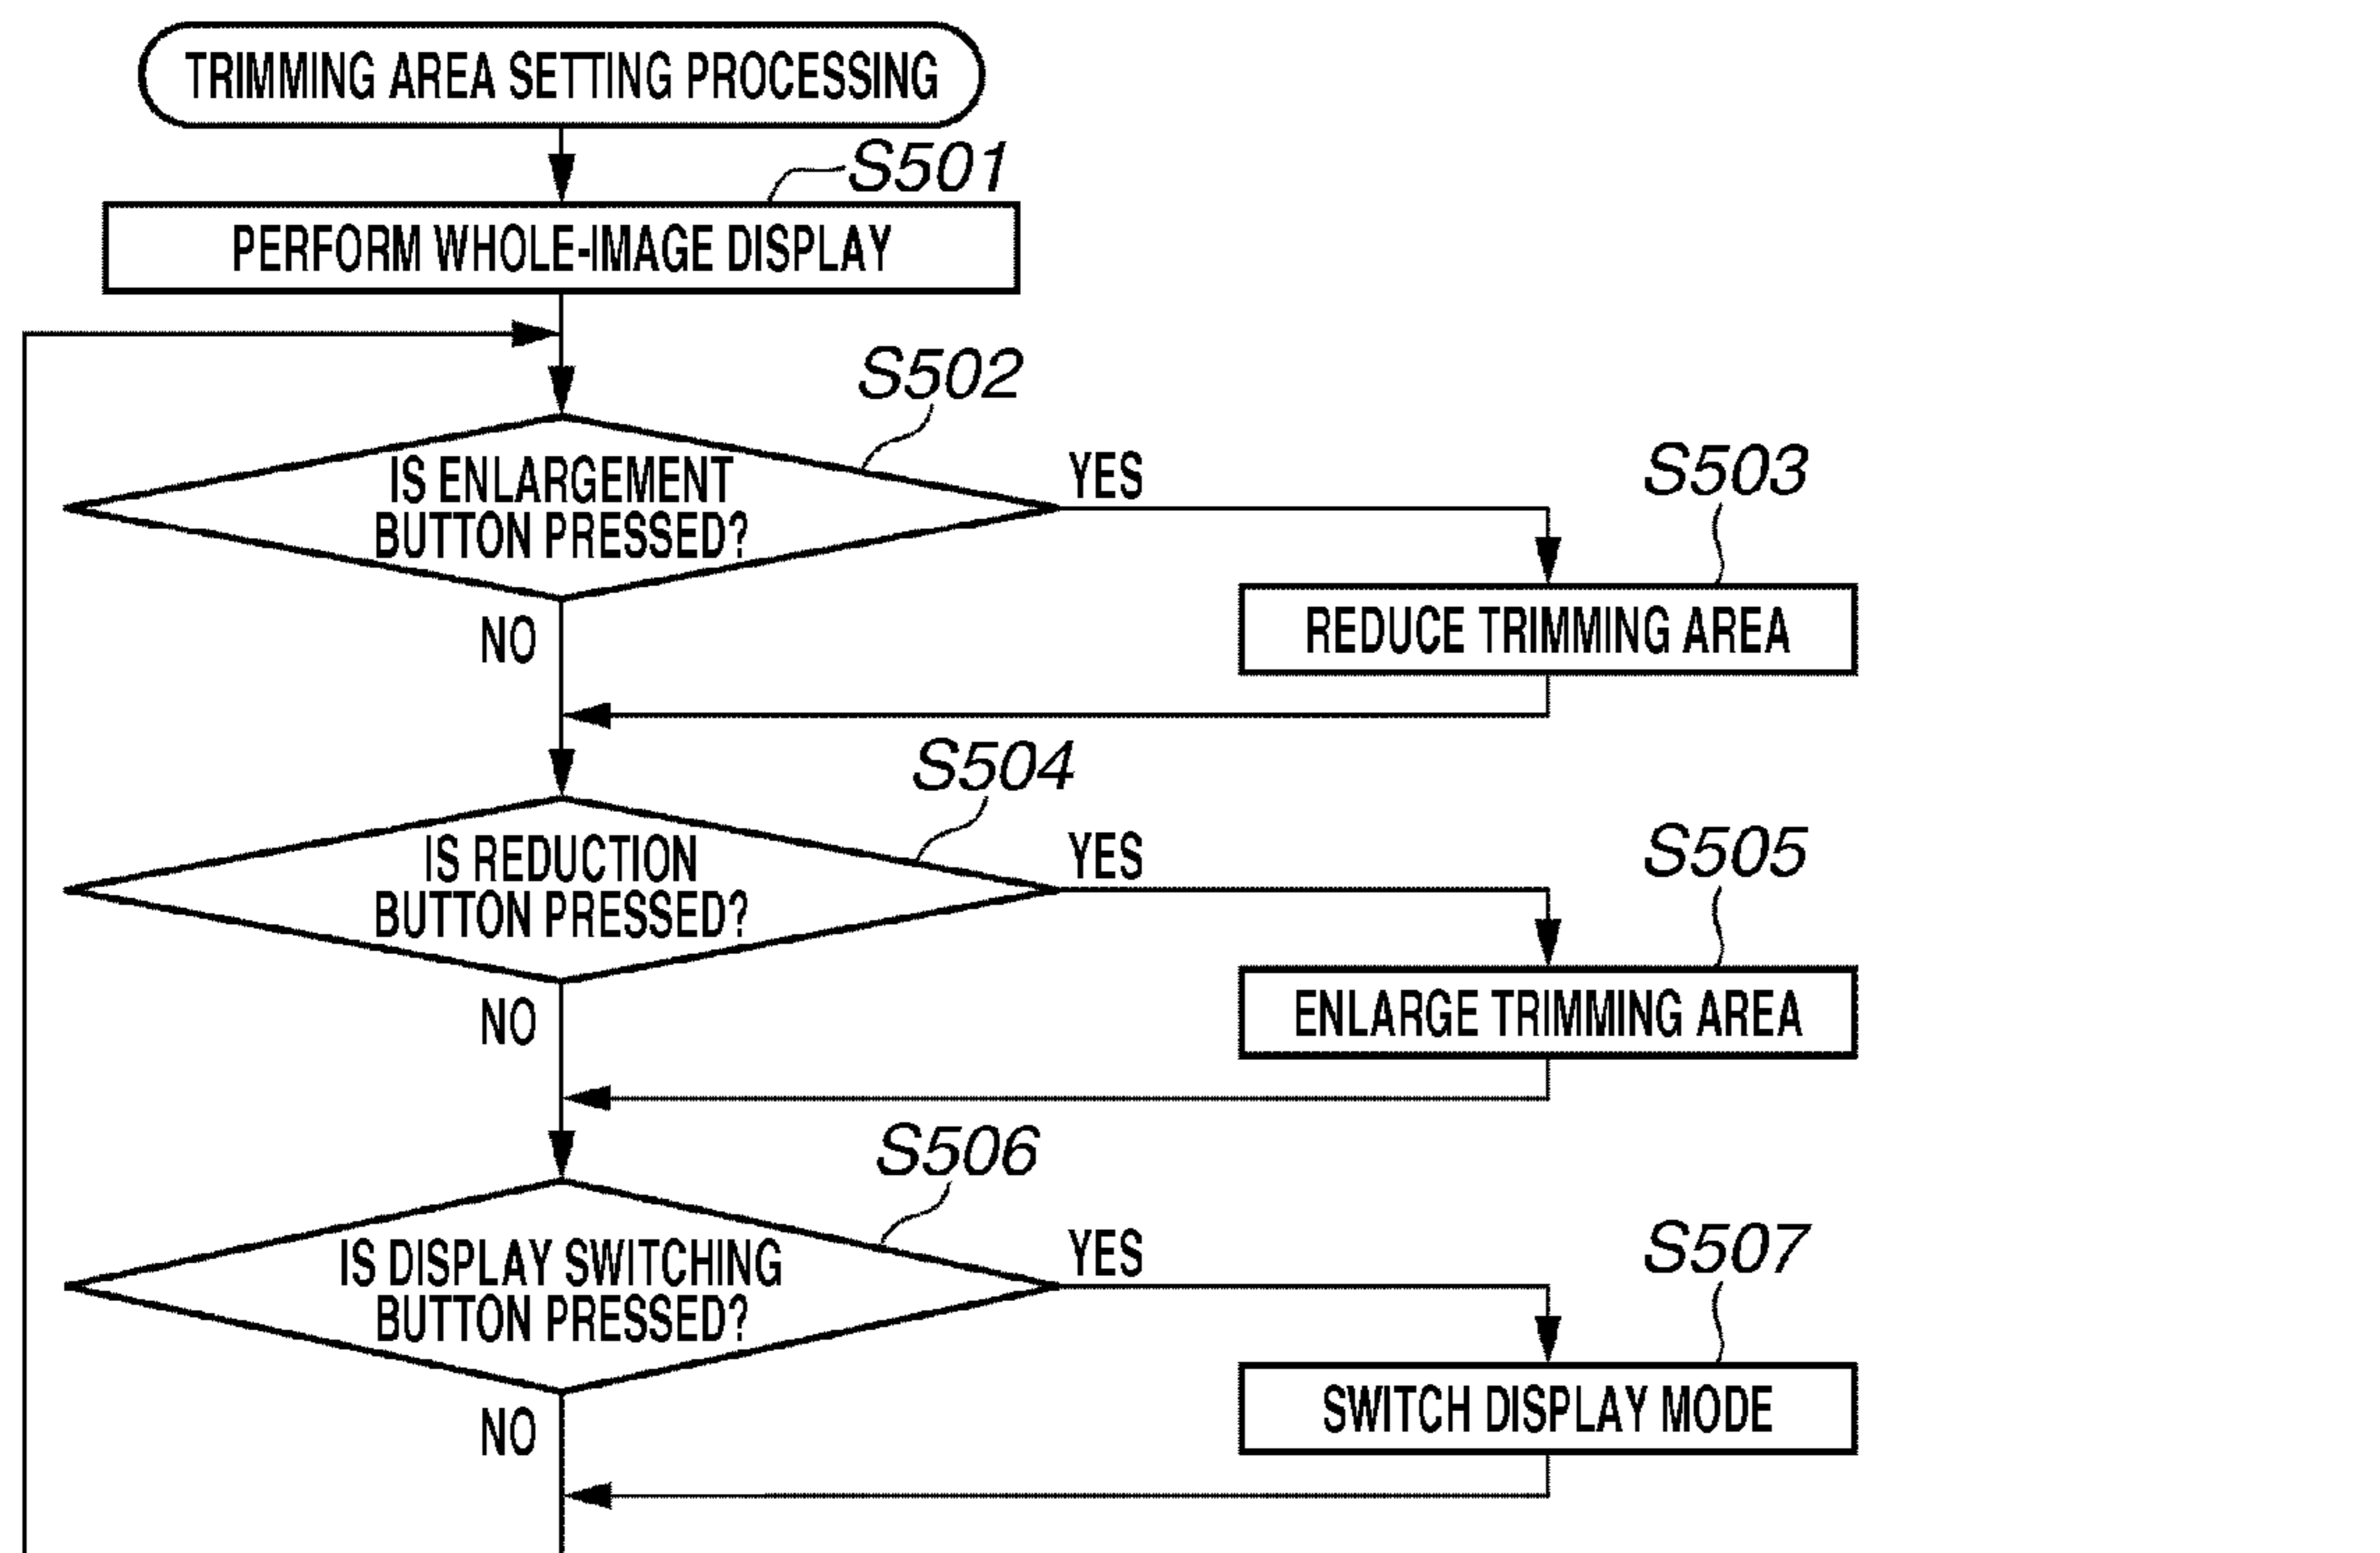 TRIMMING AREA SETTING PROCESSING
S501
PERFORM WHOLE-IMAGE DISPLAY
S502
IS ENLARGEMENT
BUTTON PRESSED?
YES
NO
S503
REDUCE TRIMMING AREA
S504
IS REDUCTION
BUTTON PRESSED?
YES
NO
S505
ENLARGE TRIMMING AREA
S506
IS DISPLAY SWITCHING
BUTTON PRESSED?
YES
NO
S507
SWITCH DISPLAY MODE